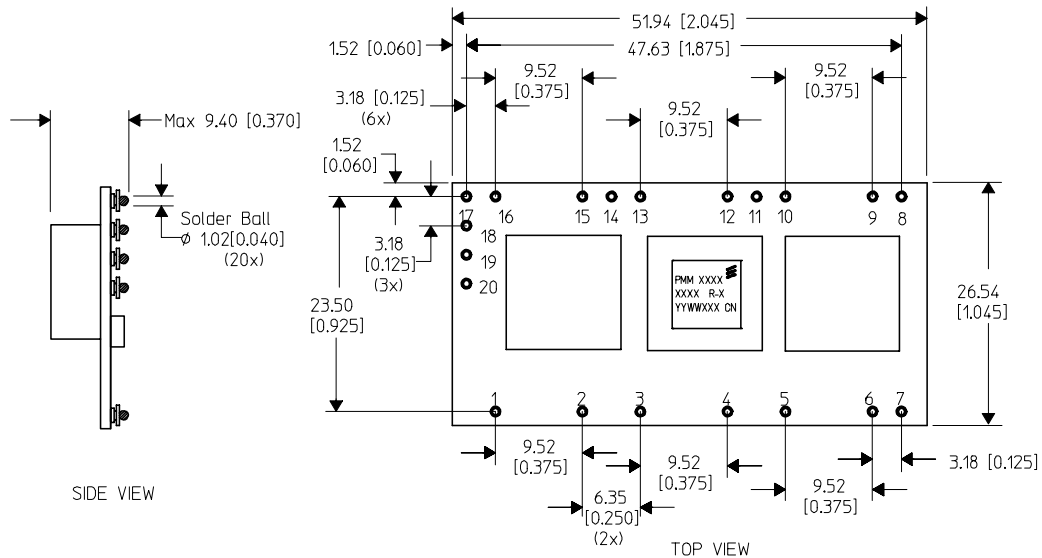 51.94 [2.045]
1.52 [0.060]
47.63 [1.875]
9.52
[0.375]
9.52
[0.375]
3.18 [0.125]
(6x)
9.52
[0.375]
Max 9.40 [0.370]
1.52
[0.060]
17 16 15 14 13 12 11 10 9 8
Solder Ball
ϕ 1.02[0.040]
(20x)
18
3.18
[0.125]
(3x)
19
20
PMM XXXX
XXXX R-X
YYWWXXX CN
23.50
[0.925]
26.54
[1.045]
1 2 3 4 5 6 7
9.52
[0.375]
9.52
[0.375]
3.18 [0.125]
6.35
[0.250]
(2x)
9.52
[0.375]
SIDE VIEW
TOP VIEW